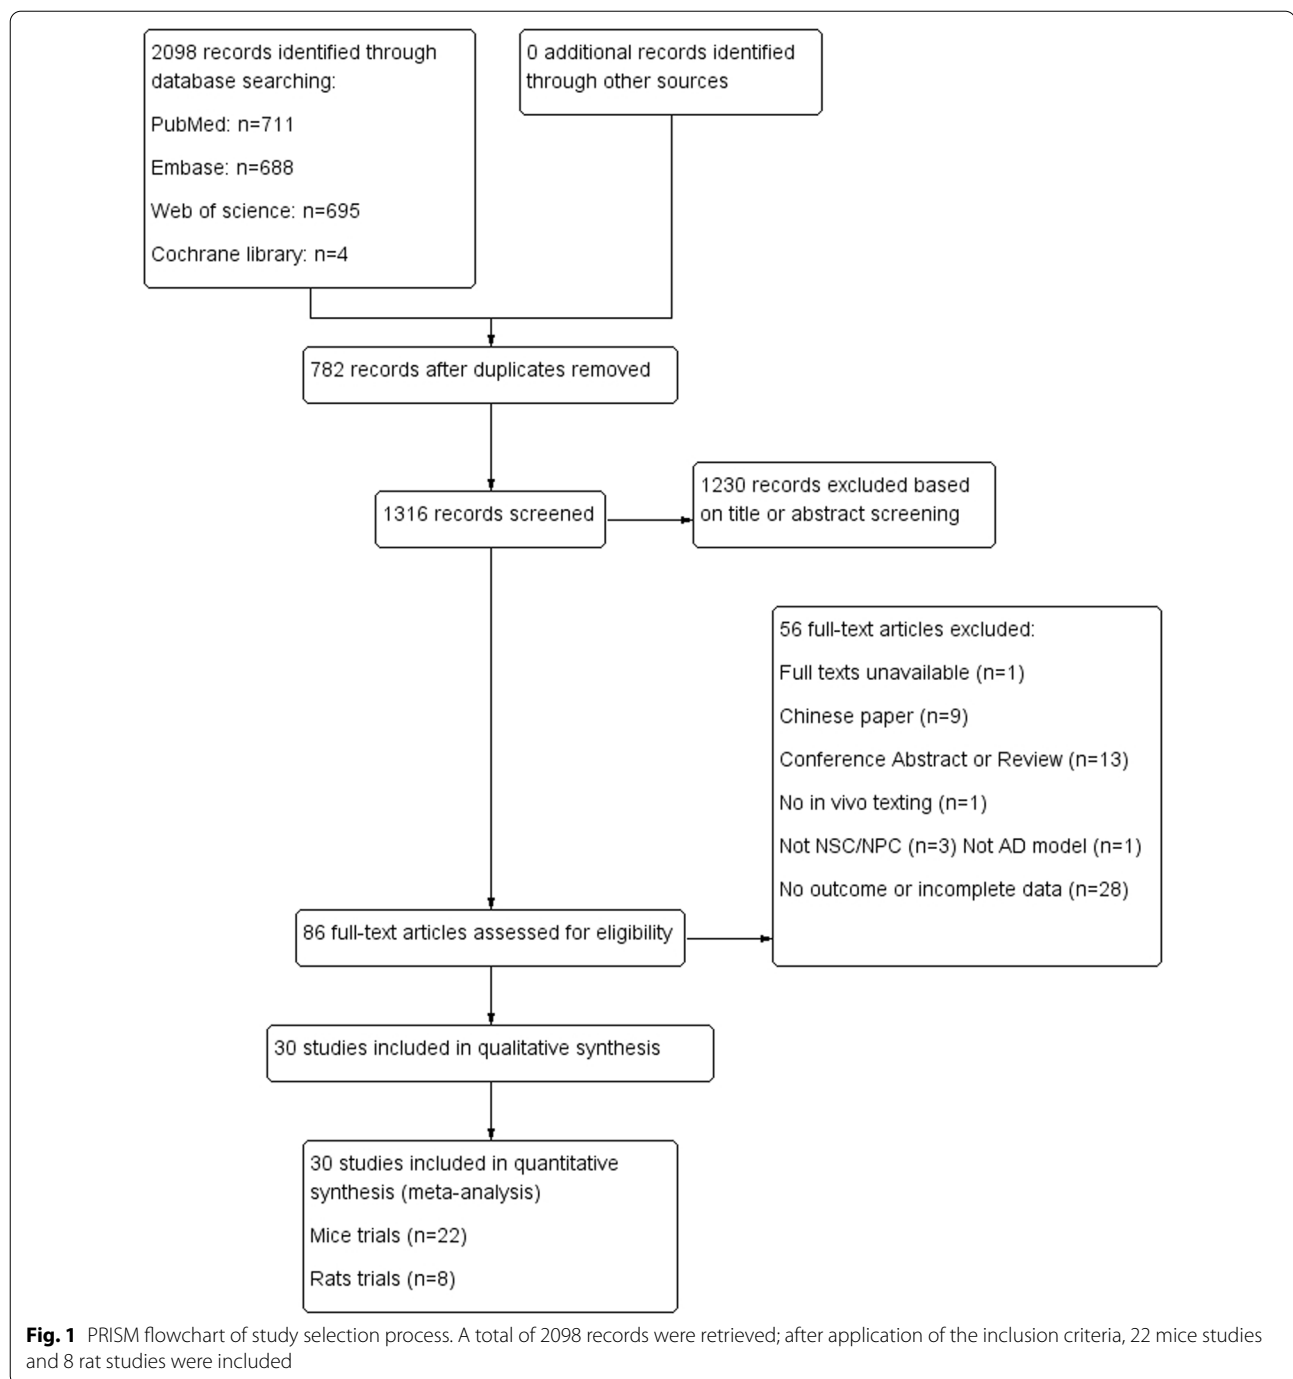 2098 records identified through
database searching:
PubMed: n=711
Embase: n=688
Web of science: n=695
Cochrane library: n=4
0 additional records identified
through other sources
782 records after duplicates removed
1316 records screened
1230 records excluded based
on title or abstract screening
56 full-text articles excluded:
Full texts unavailable (n=1)
Chinese paper (n=9)
Conference Abstract or Review (n=13)
No in vivo texting (n=1)
Not NSC/NPC (n=3) Not AD model (n=1)
No outcome or incomplete data (n=28)
86 full-text articles assessed for eligibility
30 studies included in qualitative synthesis
30 studies included in quantitative
synthesis (meta-analysis)
Mice trials (n=22)
Rats trials (n=8)
Fig. 1 PRISM flowchart of study selection process. A total of 2098 records were retrieved; after application of the inclusion criteria, 22 mice studies
and 8 rat studies were included